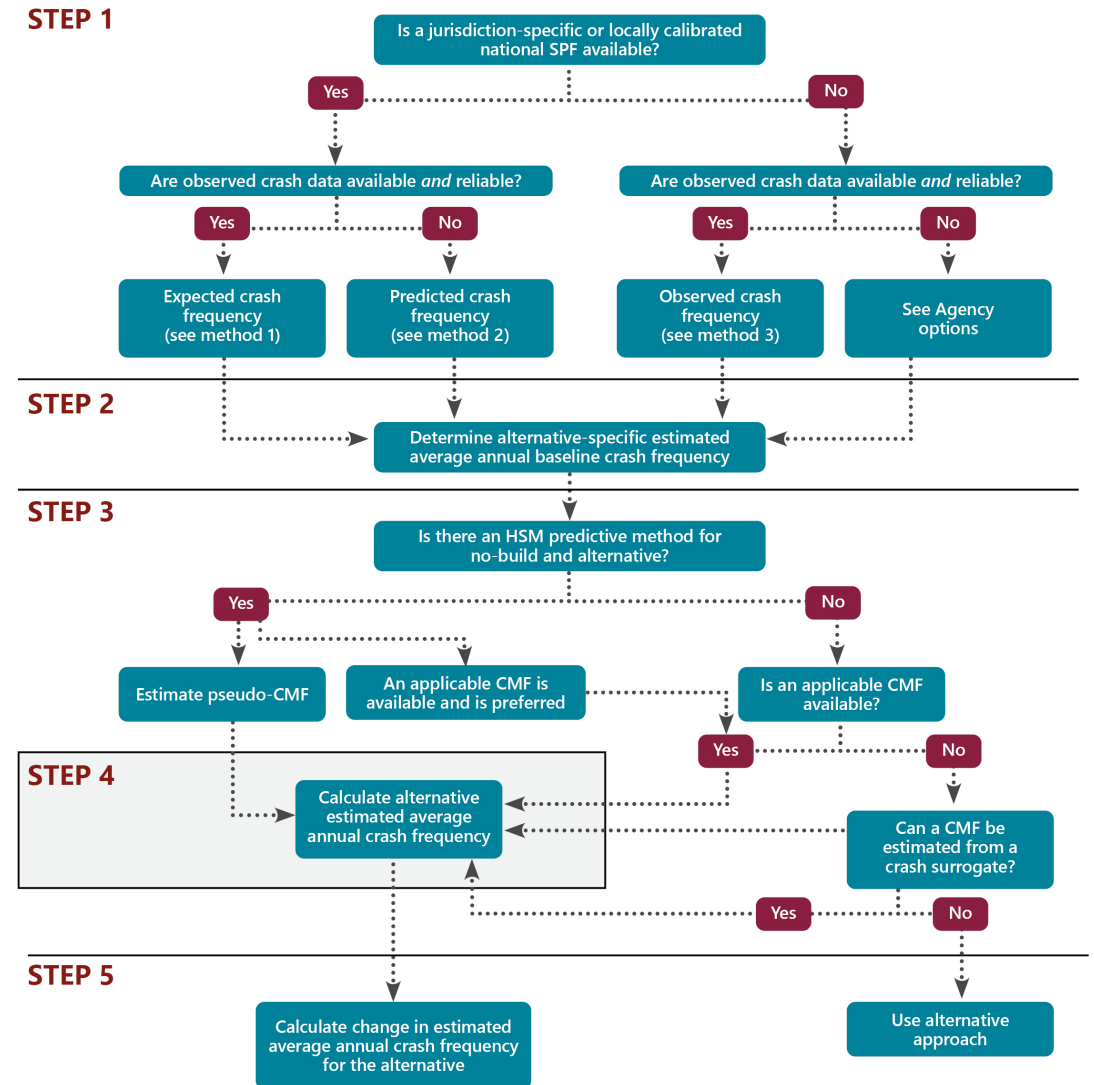 STEP 1
Is a jurisdiction-specific or locally calibrated
national SPF available?
Yes
No
Are observed crash data available and reliable?
Are observed crash data available and reliable?
Yes
No
Yes
No
Expected crash
frequency
(see method 1)
Predicted crash
frequency
(see method 2)
Observed crash
frequency
(see method 3)
See Agency
options
STEP 2
Determine alternative-specific estimated
average annual baseline crash frequency
STEP 3
Is there an HSM predictive method for
no-build and alternative?
Yes
No
Estimate pseudo-CMF
An applicable CMF is
available and is preferred
Is an applicable CMF
available?
Yes
No
STEP 4
Calculate alternative
estimated average
annual crash frequency
Can a CMF be
estimated from a
crash surrogate?
Yes
No
STEP 5
Calculate change in estimated
average annual crash frequency
for the alternative
Use alternative
approach